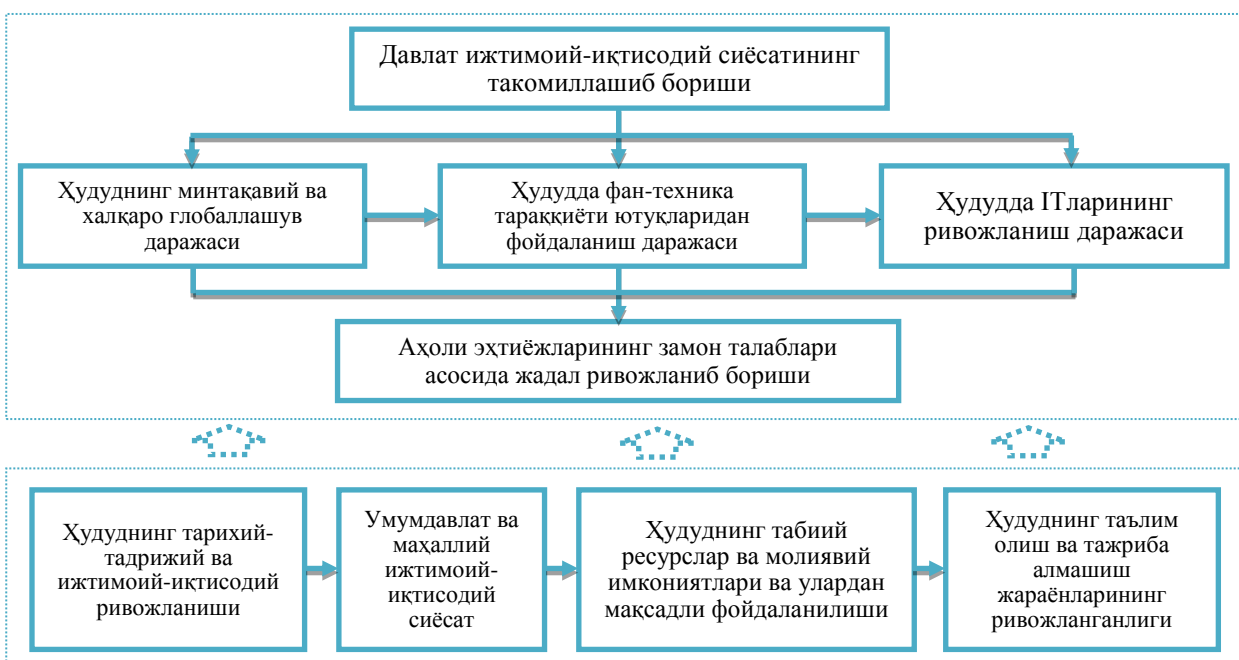 Давлат ижтимоий-иқтисодий сиёсатининг
такомиллашиб бориши
Ҳудуднинг минтақавий ва
халқаро глобаллашув
даражаси
Ҳудудда фан-техника
тараққиёти ютуқларидан
фойдаланиш даражаси
Ҳудудда ITларининг
ривожланиш даражаси
Аҳоли эҳтиёжларининг замон талаблари
асосида жадал ривожланиб бориши
Ҳудуднинг тарихий-
тадрижий ва
ижтимоий-иқтисодий
ривожланиши
Умумдавлат ва
маҳаллий
ижтимоий-
иқтисодий
сиёсат
Ҳудуднинг табиий
ресурслар ва молиявий
имкониятлари ва улардан
мақсадли фойдаланилиши
Ҳудуднинг таълим
олиш ва тажриба
алмашиш
жараёнларининг
ривожланганлиги